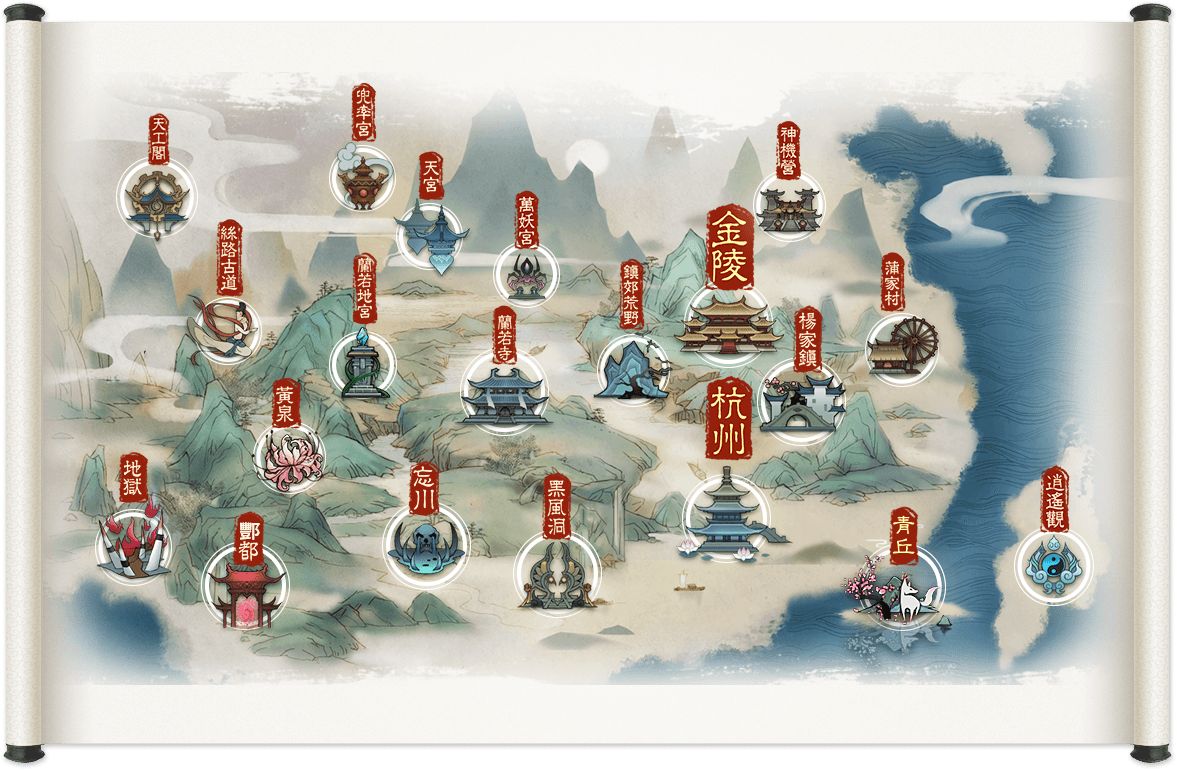 天工閣
兜率宮
天宮
神機營
萬妖宮
金陵
絲路古道
蘭若地宮
鎮郊荒野
蒲家村
蘭若寺
楊家鎮
黃泉
杭州
地獄
忘川
黑風洞
逍遙觀
酆都
青丘